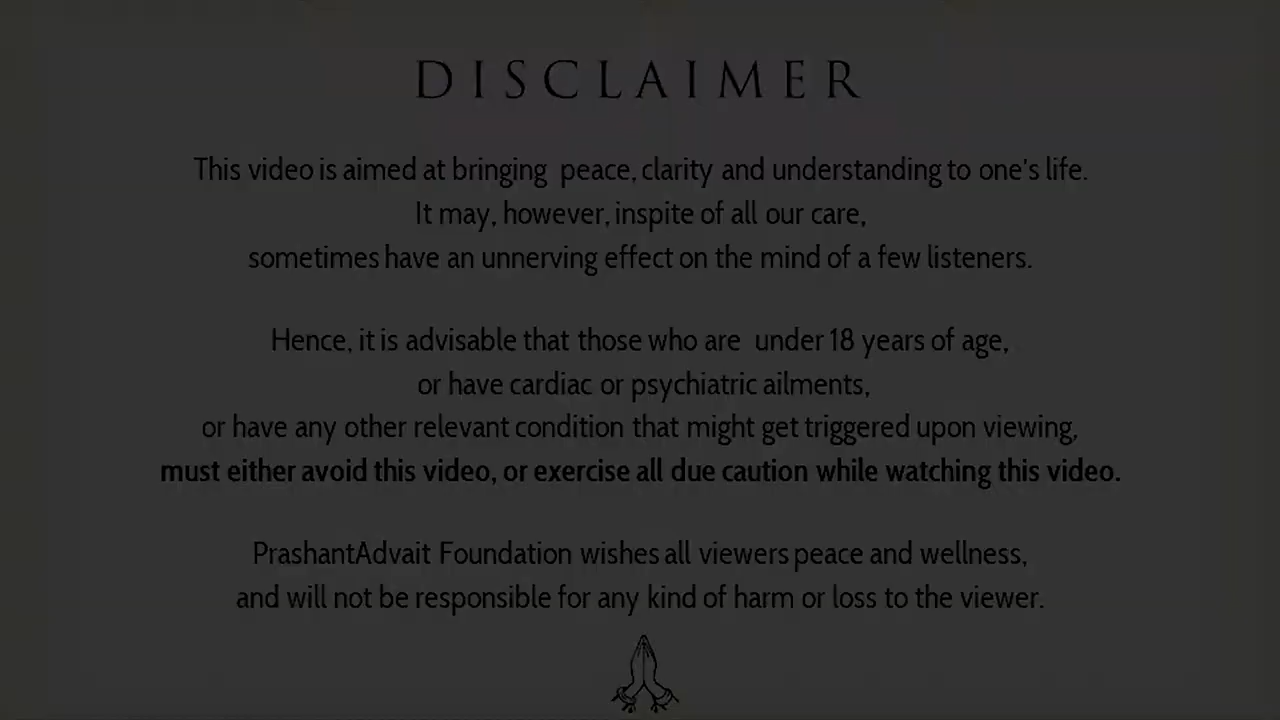 DISCLAIMER
This video is aimed at bringing peace, clarity and understanding to one's life.
It may, however, inspite of all our care,
sometimes have an unnerving effect on the mind of a few listeners.
Hence, it is advisable that those who are under 18 years of age,
or have cardiac or psychiatric ailments,
or have any other relevant condition that might get triggered upon viewing,
must either avoid this video, or exercise all due caution while watching this video.
PrashantAdvait Foundation wishes all viewers peace and wellness,
and will not be responsible for any kind of harm or loss to the viewer.